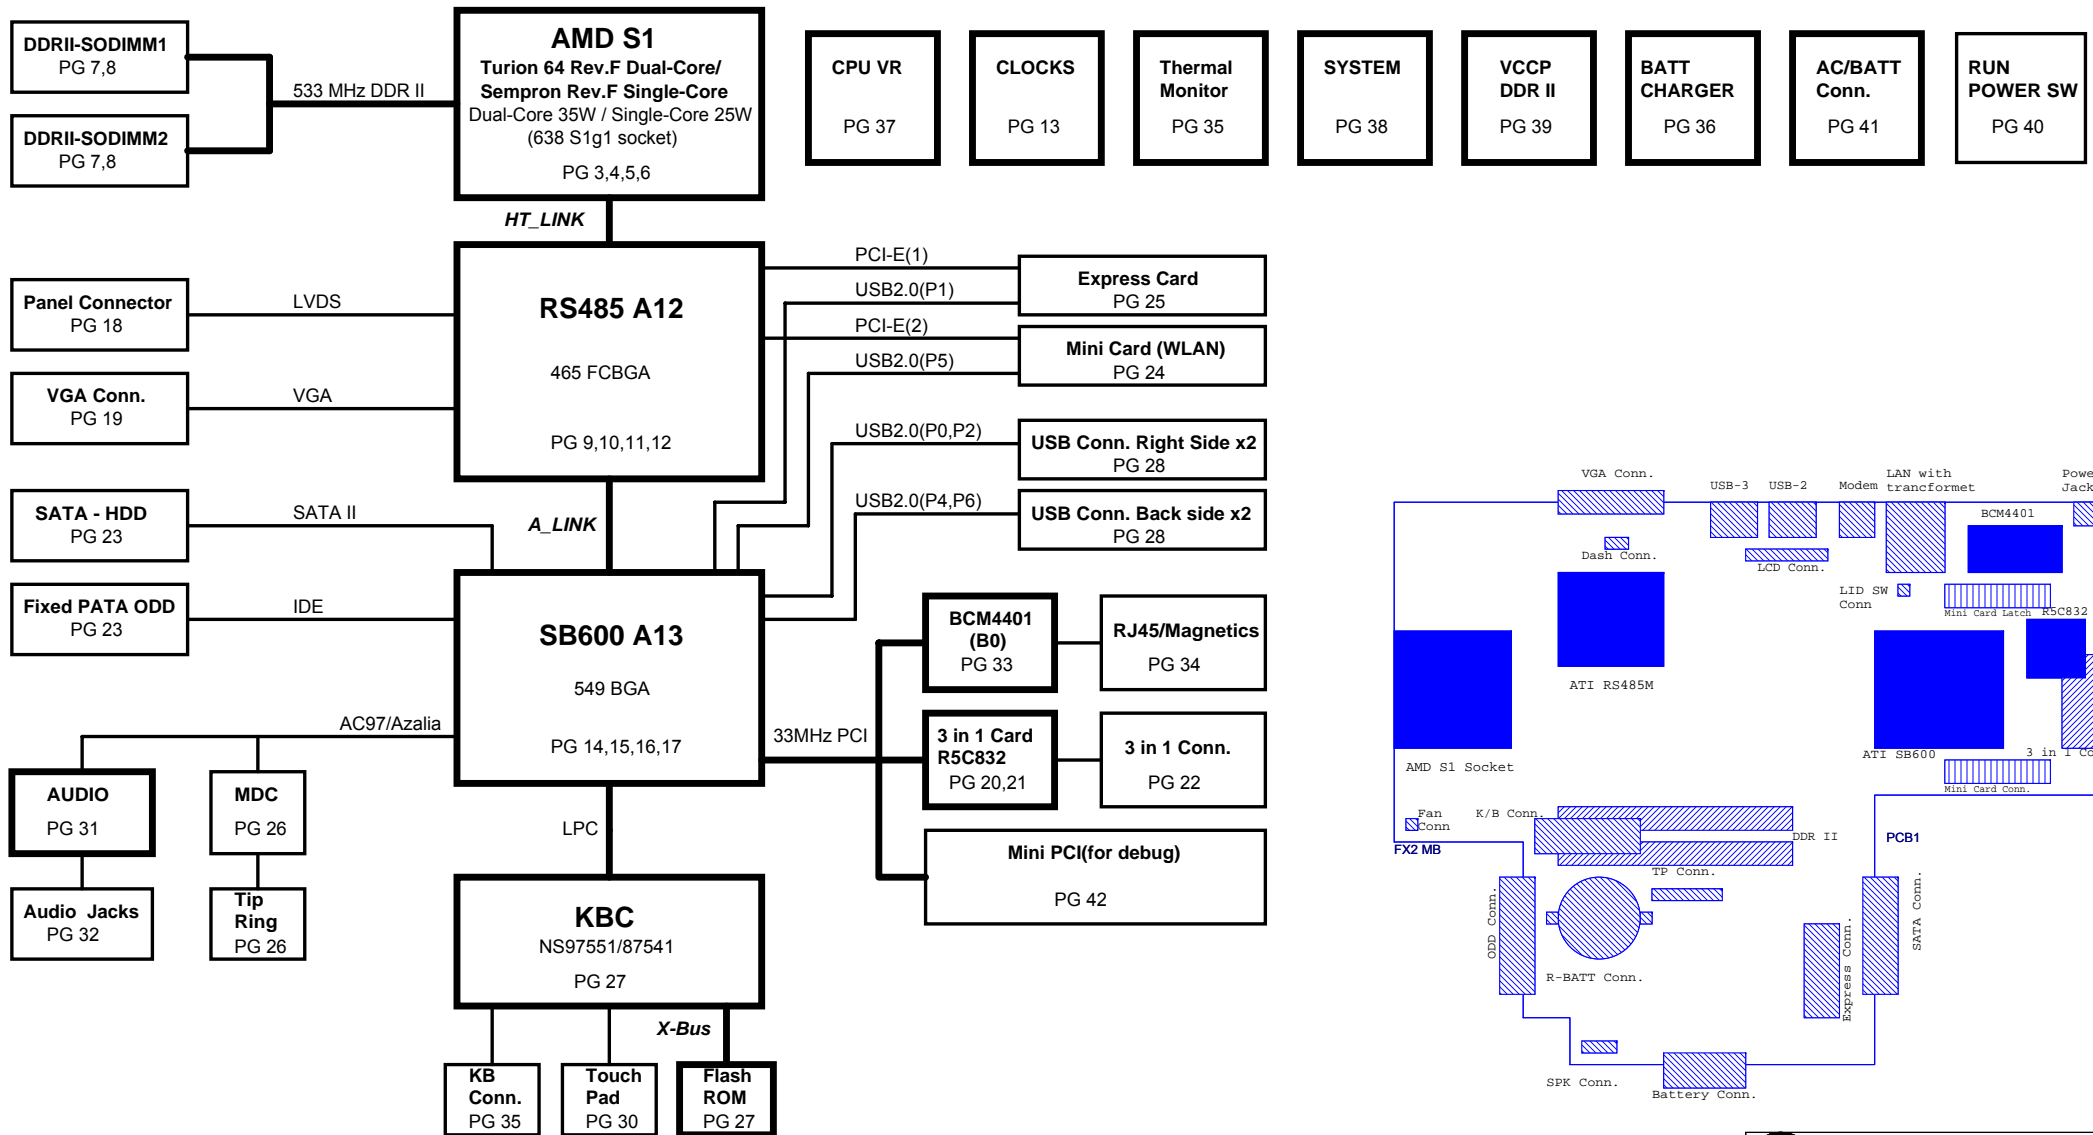 DDRII-SODIMM1
PG 7,8
DDRII-SODIMM2
PG 7,8
533 MHz DDR II
AMD S1
Turion 64 Rev.F Dual-Core/
Sempron Rev.F Single-Core
Dual-Core 35W / Single-Core 25W
(638 S1g1 socket)
PG 3,4,5,6
CPU VR
PG 37
CLOCKS
PG 13
Thermal
Monitor
PG 35
SYSTEM
PG 38
VCCP
DDR II
PG 39
BATT
CHARGER
PG 36
AC/BATT
Conn.
PG 41
RUN
POWER SW
PG 40
HT_LINK
Panel Connector
PG 18
LVDS
VGA Conn.
PG 19
VGA
RS485 A12
465 FCBGA
PG 9,10,11,12
PCI-E(1)
USB2.0(P1)
Express Card
PG 25
PCI-E(2)
USB2.0(P5)
Mini Card (WLAN)
PG 24
USB2.0(P0,P2)
USB Conn. Right Side x2
PG 28
USB2.0(P4,P6)
USB Conn. Back side x2
PG 28
SATA - HDD
PG 23
SATA II
A_LINK
Fixed PATA ODD
PG 23
IDE
SB600 A13
549 BGA
PG 14,15,16,17
AC97/Azalia
33MHz PCI
BCM4401
(B0)
PG 33
RJ45/Magnetics
PG 34
3 in 1 Card
R5C832
PG 20,21
3 in 1 Conn.
PG 22
Mini PCI(for debug)
PG 42
AUDIO
PG 31
MDC
PG 26
Audio Jacks
PG 32
Tip
Ring
PG 26
LPC
KBC
NS97551/87541
PG 27
X-Bus
KB
Conn.
PG 35
Touch
Pad
PG 30
Flash
ROM
PG 27
VGA Conn.
USB-3
USB-2
Modem
LAN with
trancformet
Powe
Jack
BCM4401
Dash Conn.
LCD Conn.
LID SW
Conn
Mini Card Latch
R5C832
ATI RS485M
AMD S1 Socket
ATI SB600
3 in 1 Co
Mini Card Conn.
Fan
Conn
K/B Conn.
DDR II
FX2 MB
PCB1
TP Conn.
ODD Conn.
R-BATT Conn.
Express Conn.
SATA Conn.
SPK Conn.
Battery Conn.